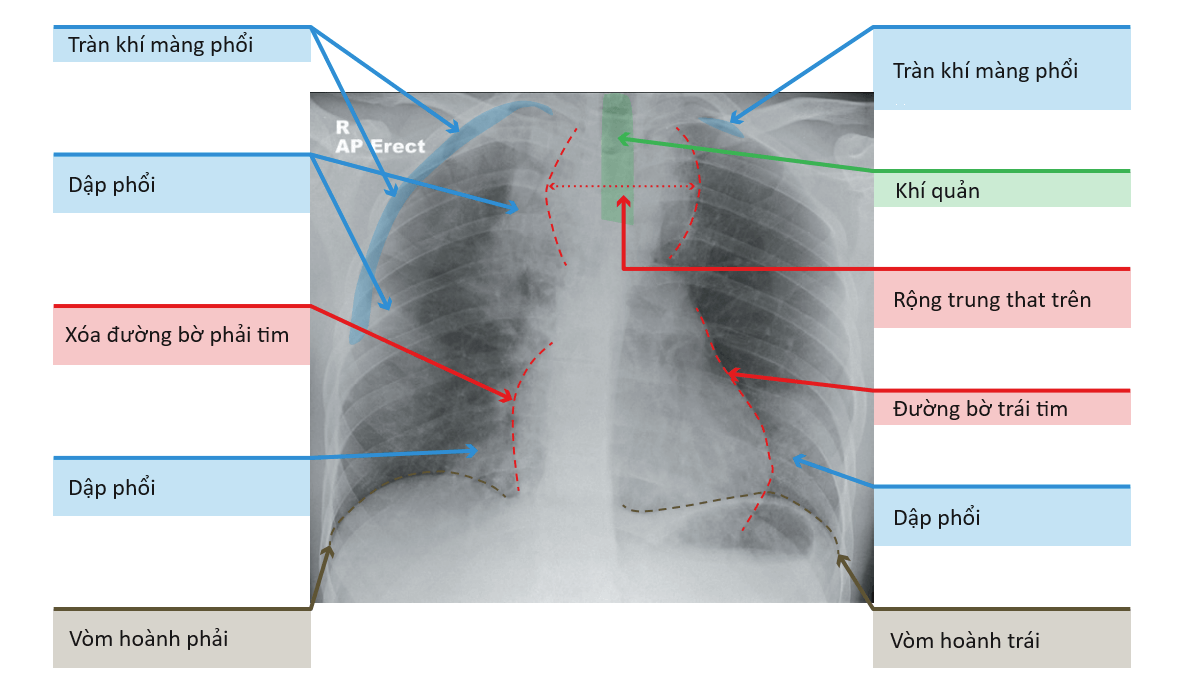 Tràn khí màng phổi
Dập phổi
Xóa đường bờ phải tim
Dập phổi
Vòm hoành phải
R
AP Erect
Tràn khí màng phổi
Khí quản
Rộng trung that trên
Đường bờ trái tim
Dập phổi
Vòm hoành trái